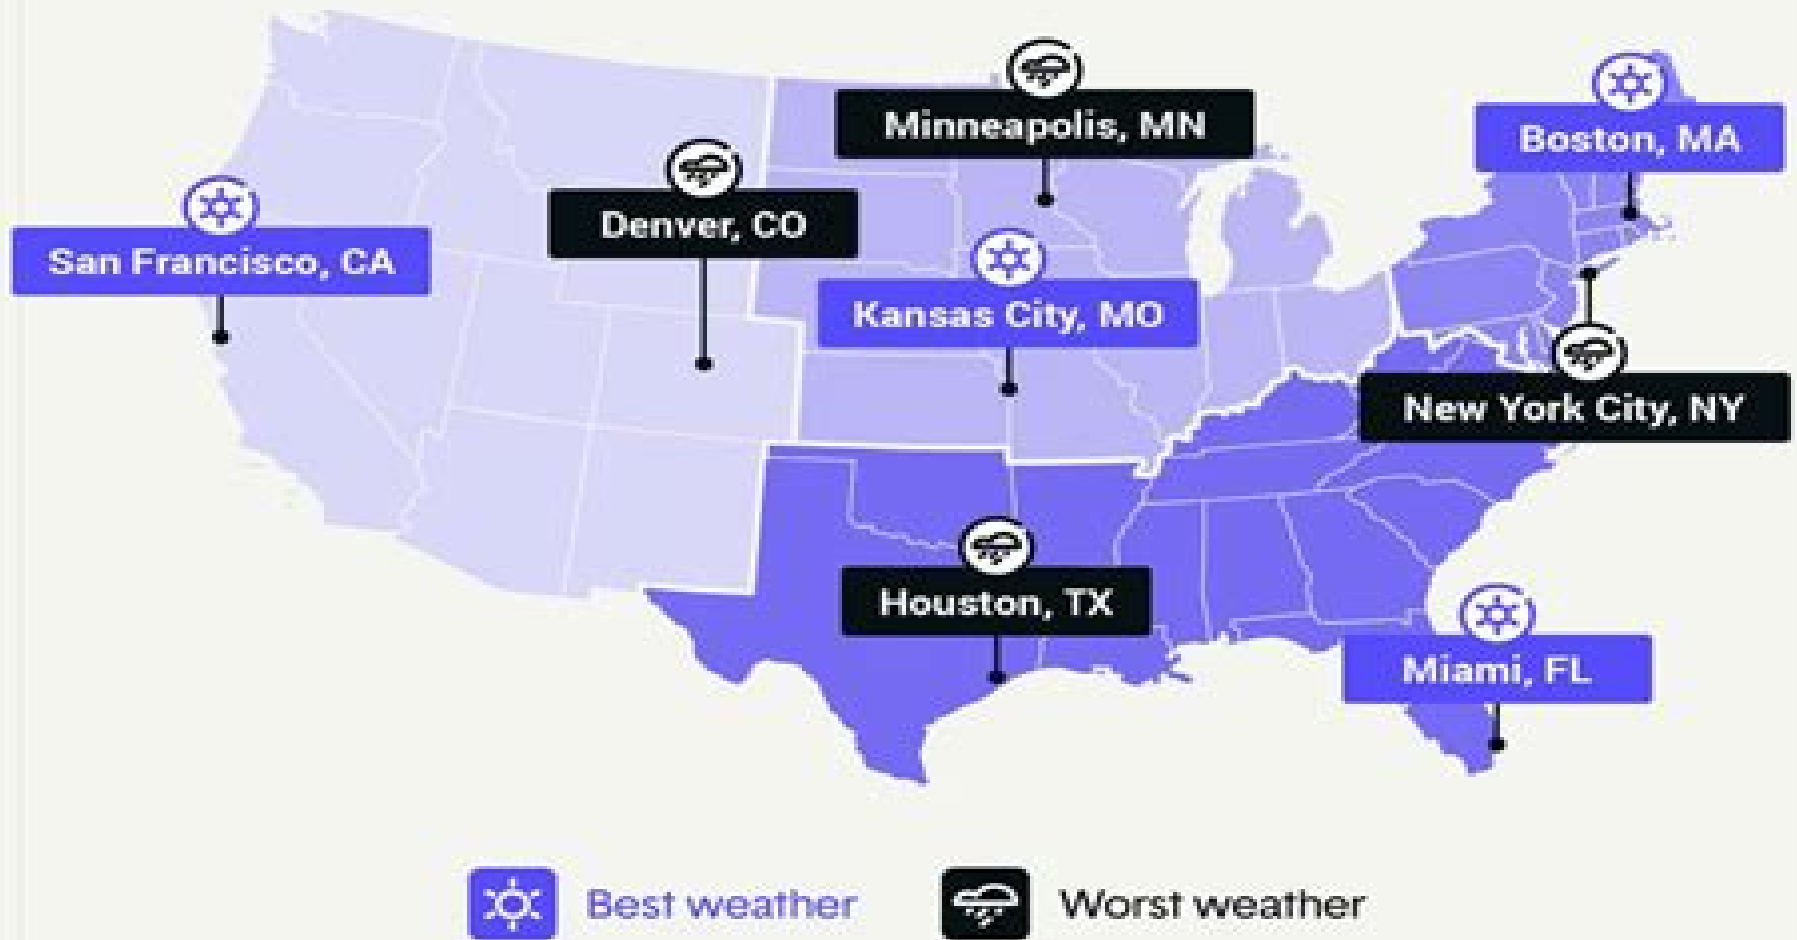 Minneapolis, MN
Boston, MA
Denver, CO
San Francisco, CA
Kansas City, MO
New York City, NY
Houston, TX
Miami, FL
Best weather
Worst weather